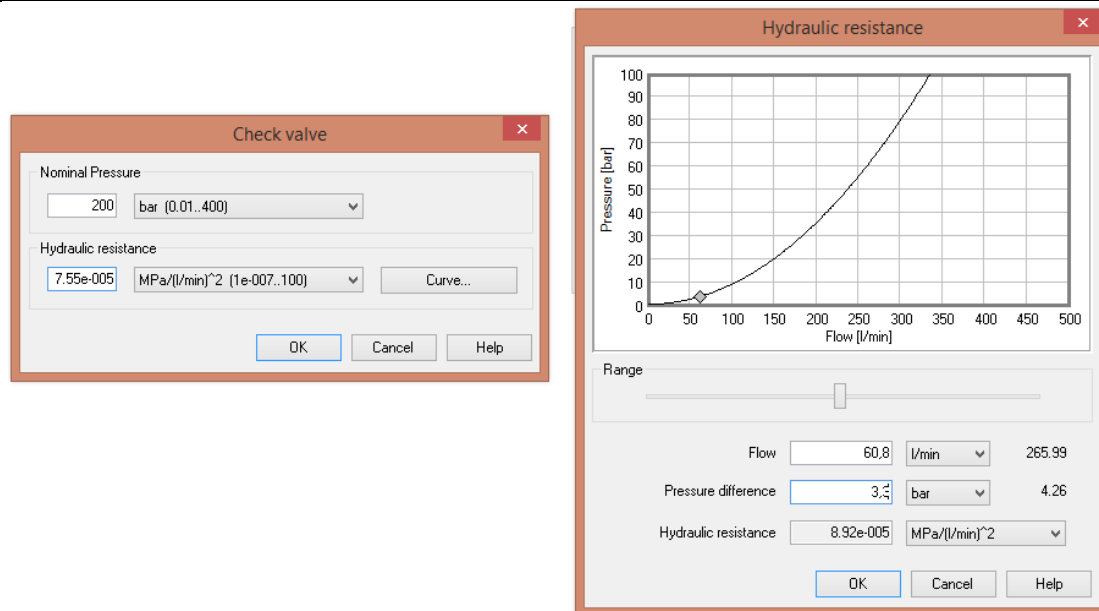 Check valve
Nominal Pressure
200 bar (0.01..400)
Hydraulic resistance
7.55e-005 MPa/(l/min)^2 (1e-007..100) Curve...
OK Cancel Help
Hydraulic resistance
Pressure [bar]
100
90
80
70
60
50
40
30
20
10
0
0 50 100 150 200 250 300 350 400 450 500
Flow [l/min]
Range
Flow 60,8 l/min 265.99
Pressure difference 3,3 bar 4.26
Hydraulic resistance 8.92e-005 MPa/(l/min)^2
OK Cancel Help